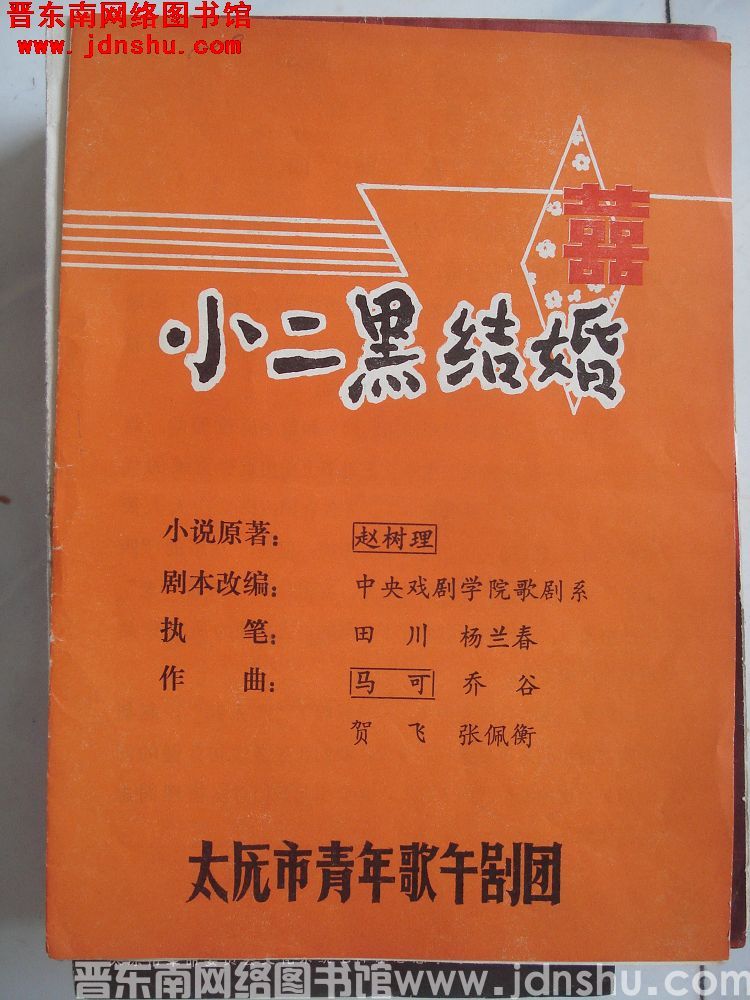 晋东南网络图书馆
www.jdnshu.com
囍
小二黑结婚
小说原著： 赵树理
剧本改编： 中央戏剧学院歌剧系
执 笔： 田 川 杨兰春
作 曲： 马 可 乔 谷
贺 飞 张佩衡
太原市青年歌午剧团
晋东南网络图书馆 www.jdnshu.com